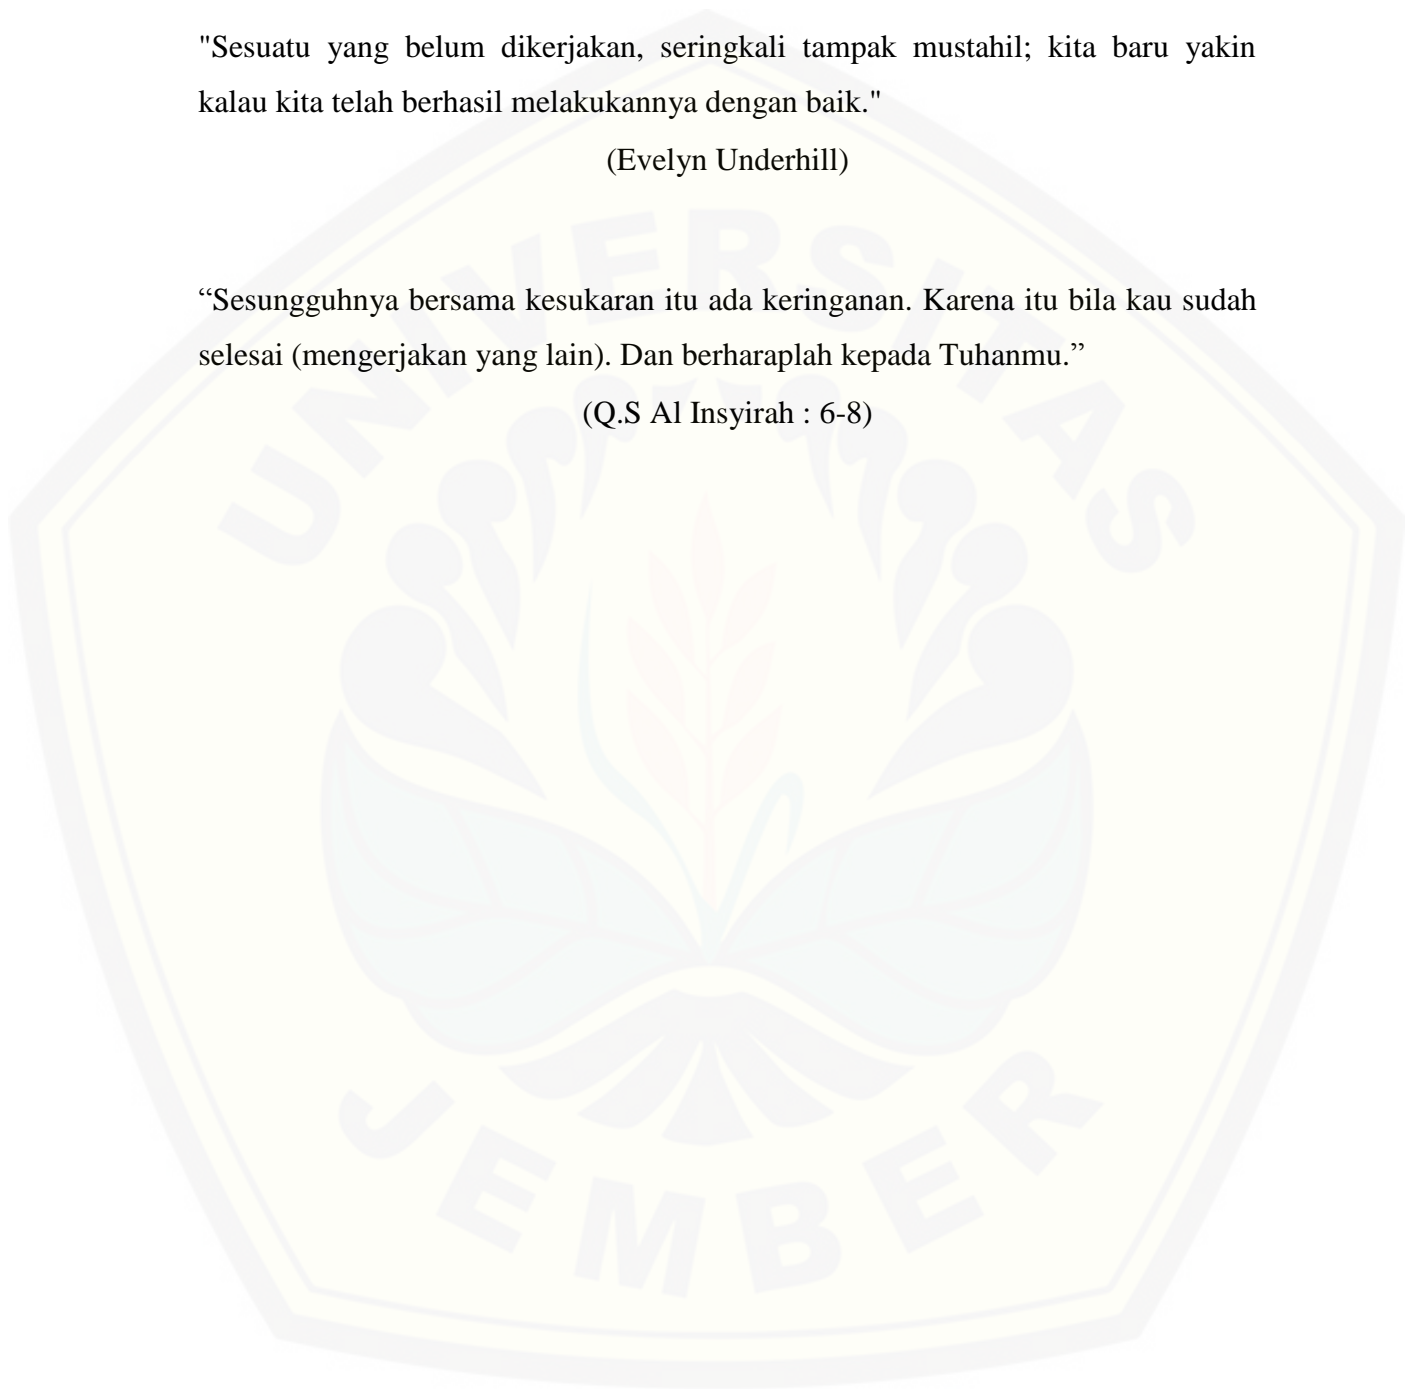 "Sesuatu yang belum dikerjakan, seringkali tampak mustahil; kita baru yakin
kalau kita telah berhasil melakukannya dengan baik."
(Evelyn Underhill)
“Sesungguhnya bersama kesukaran itu ada keringanan. Karena itu bila kau sudah
selesai (mengerjakan yang lain). Dan berharaplah kepada Tuhanmu.”
(Q.S Al Insyirah : 6-8)
UNIVERSITAS
JEMBER